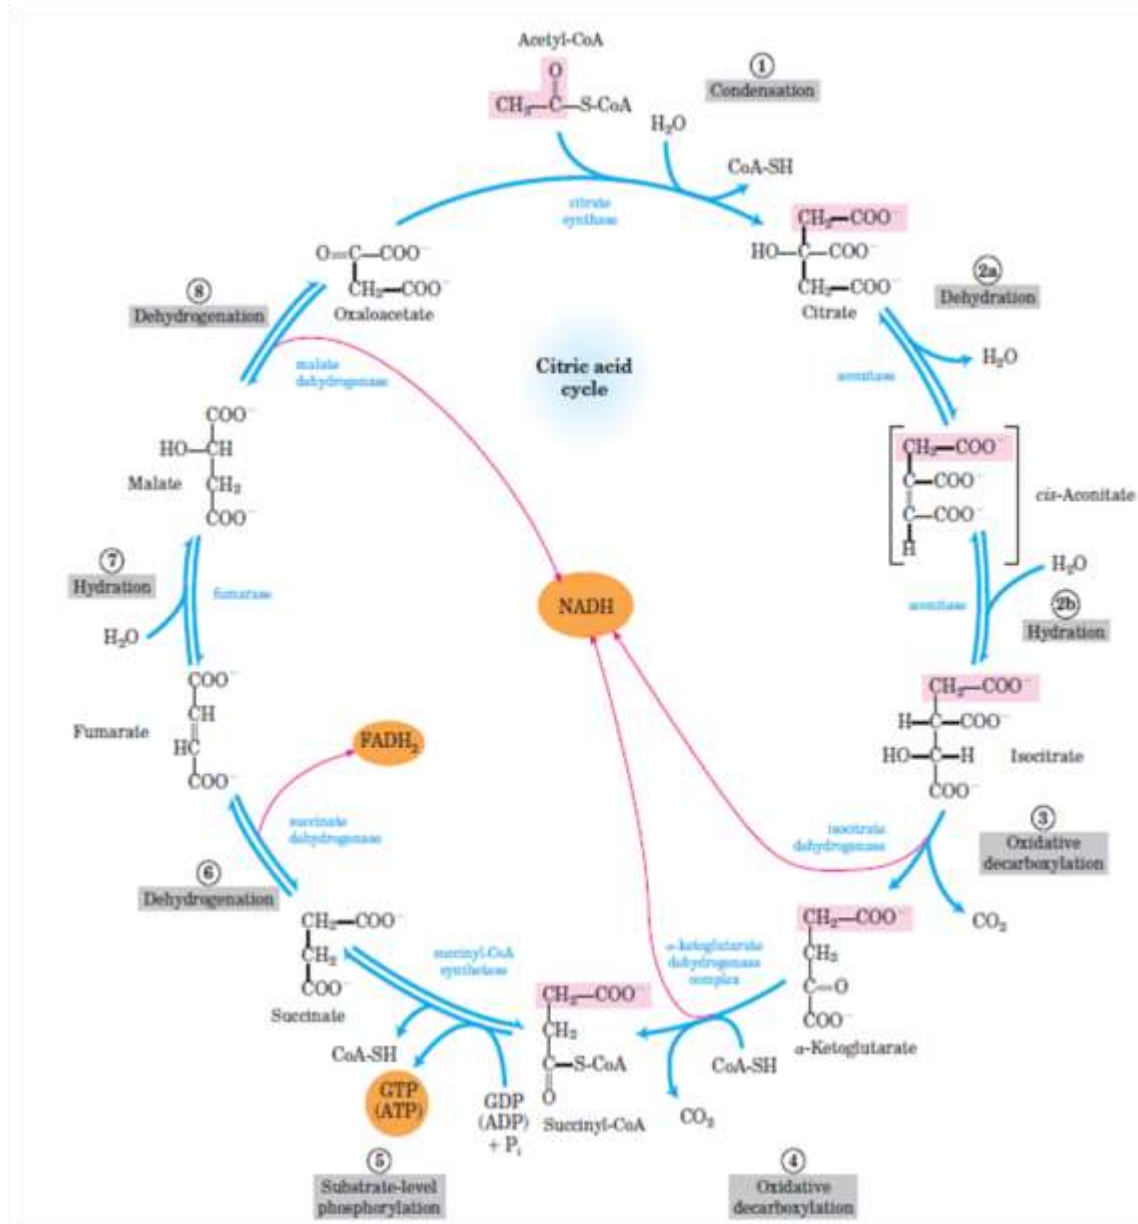 Acetyl-CoA
O
CH₃—C—S-CoA
①
Condensation
H₂O
CoA-SH
citrate
synthase
CH₂—COO⁻
HO—C—COO⁻
CH₂—COO⁻
Citrate
O=C—COO⁻
CH₂—COO⁻
Oxaloacetate
2a
Dehydration
H₂O
aconitase
⑧
Dehydrogenation
malate
dehydrogenase
Citric acid
cycle
CH₂—COO⁻
C—COO⁻
C—COO⁻
H
cis-Aconitate
COO⁻
HO—CH
CH₂
COO⁻
Malate
H₂O
2b
Hydration
aconitase
⑦
Hydration
H₂O
fumarase
NADH
CH₂—COO⁻
H—C—COO⁻
HO—C—H
COO⁻
Isocitrate
COO⁻
CH
HC
COO⁻
Fumarate
FADH₂
③
Oxidative
decarboxylation
isocitrate
dehydrogenase
CO₂
succinate
dehydrogenase
⑥
Dehydrogenation
CH₂—COO⁻
CH₂
C=O
COO⁻
α-Ketoglutarate
α-ketoglutarate
dehydrogenase
complex
CoA-SH
CO₂
CH₂—COO⁻
CH₂
COO⁻
Succinate
succinyl-CoA
synthetase
CH₂—COO⁻
CH₂
C—S-CoA
O
Succinyl-CoA
CoA-SH
GTP
(ATP)
GDP
(ADP)
+ Pᵢ
⑤
Substrate-level
phosphorylation
④
Oxidative
decarboxylation